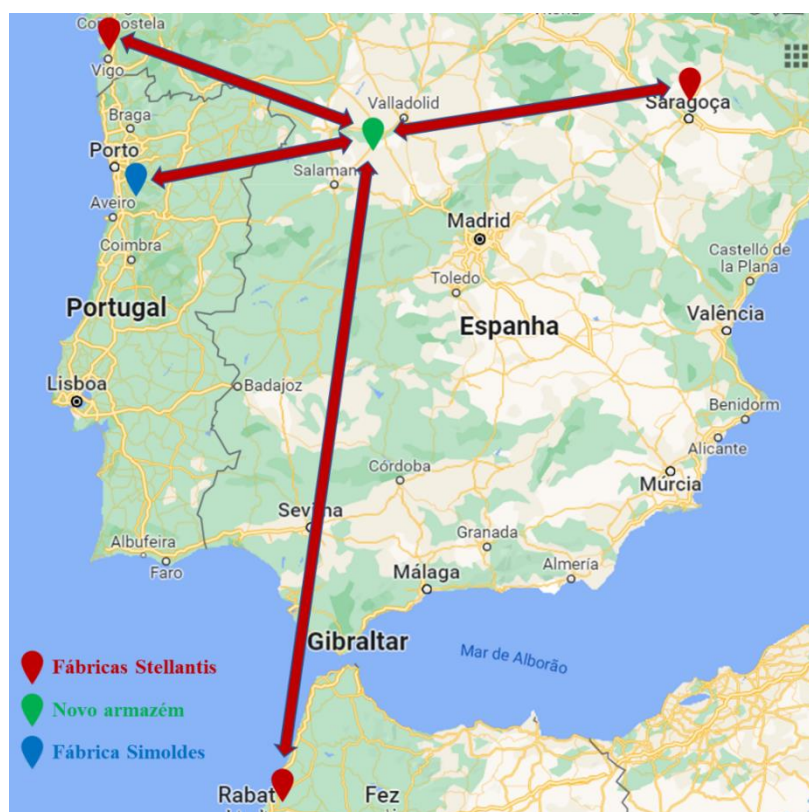 Compostela
Vigo
Braga
Porto
Aveiro
Coimbra
Portugal
Lisboa
Albufeira
Faro
Valladolid
Salaman
Saragoça
Madrid
Toledo
Espanha
Castelló de
la Plana
Valência
Badajoz
Benidorm
Alicante
Múrcia
Córdoba
Sevilha
Granada
Almería
Málaga
Gibraltar
Mar de Alborão
Fábricas Stellantis
Novo armazém
Fábrica Simoldes
Rabat
Fez